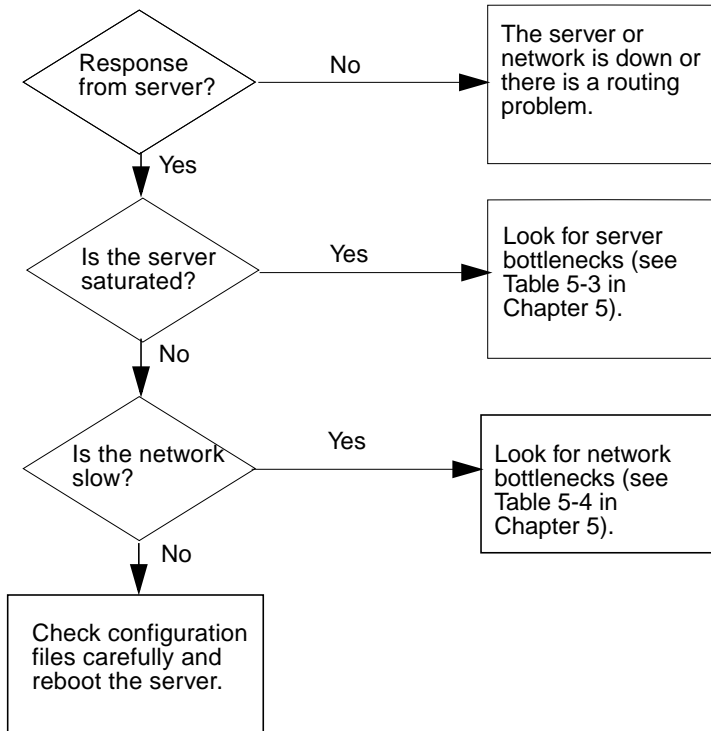 Response
from server?
No
The server or
network is down or
there is a routing
problem.
Yes
Is the server
saturated?
Yes
Look for server
bottlenecks (see
Table 5-3 in
Chapter 5).
No
Is the network
slow?
Yes
Look for network
bottlenecks (see
Table 5-4 in
Chapter 5).
No
Check configuration
files carefully and
reboot the server.